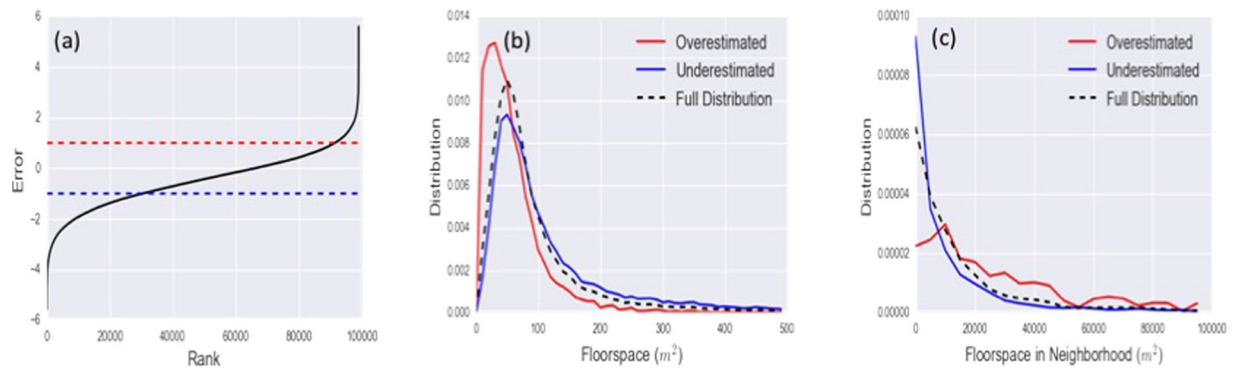 (a)
6
4
2
0
−2
−4
−6
Error
0 20000 40000 60000 80000 100000
Rank
(b)
Overestimated
Underestimated
Full Distribution
0.014
0.012
0.010
0.008
0.006
0.004
0.002
0.000
Distribution
0 100 200 300 400 500
Floorspace (m²)
(c)
Overestimated
Underestimated
Full Distribution
0.00010
0.00008
0.00006
0.00004
0.00002
0.00000
Distribution
0 20000 40000 60000 80000 100000
Floorspace in Neighborhood (m²)